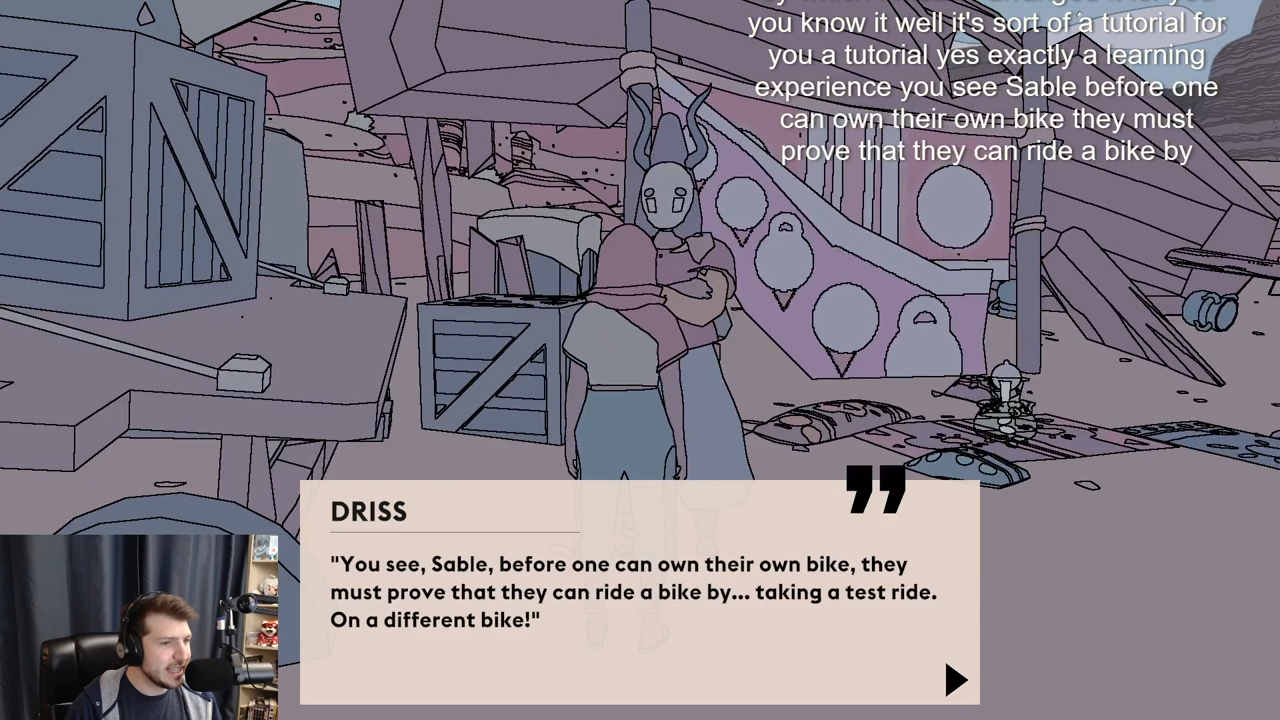 you know it well it's sort of a tutorial for
you a tutorial yes exactly a learning
experience you see Sable before one
can own their own bike they must
prove that they can ride a bike by
DRISS
"You see, Sable, before one can own their own bike, they
must prove that they can ride a bike by... taking a test ride.
On a different bike!"